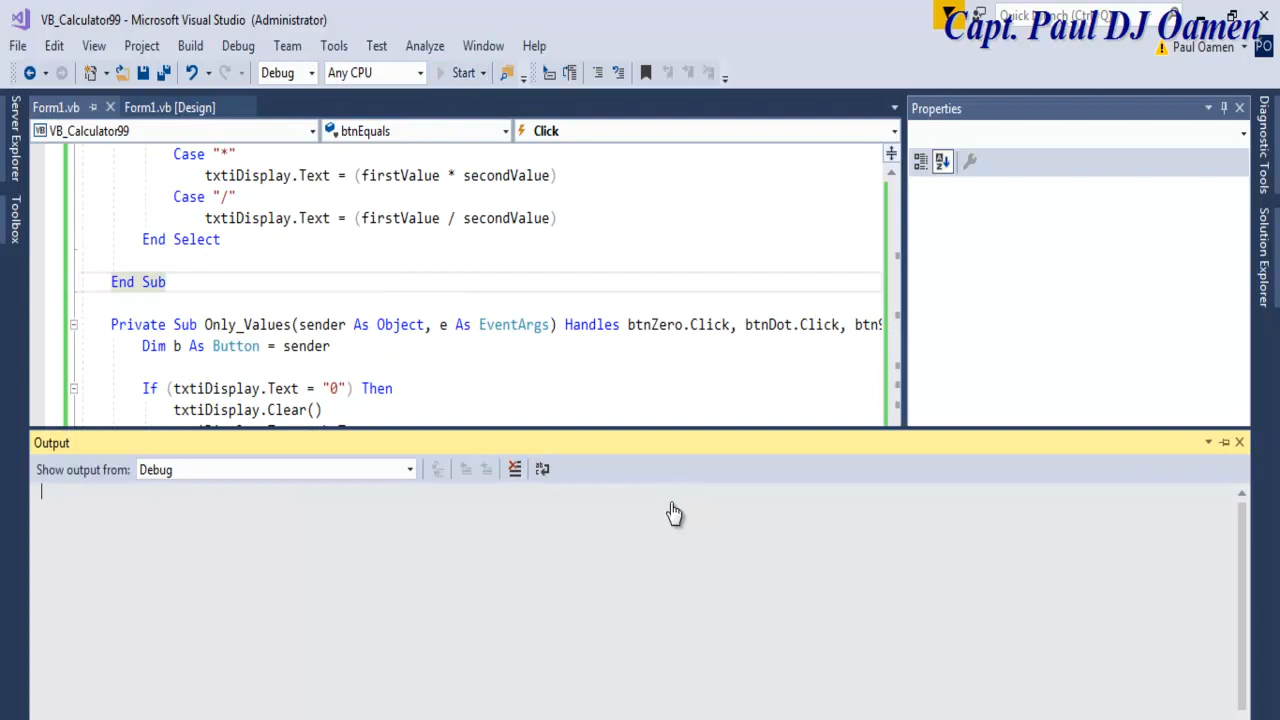 VB_Calculator99 - Microsoft Visual Studio (Administrator)
Quick Launch (Ctrl+Q)
Capt. Paul DJ Oamen
File Edit View Project Build Debug Team Tools Test Analyze Window Help
Paul Oamen PO
Debug Any CPU Start
Form1.vb Form1.vb [Design]
VB_Calculator99 btnEquals Click
Case "*"
txtiDisplay.Text = (firstValue * secondValue)
Case "/"
txtiDisplay.Text = (firstValue / secondValue)
End Select
End Sub
Private Sub Only_Values(sender As Object, e As EventArgs) Handles btnZero.Click, btnDot.Click,
Dim b As Button = sender
If (txtiDisplay.Text = "0") Then
txtiDisplay.Clear()
Properties
Server Explorer
Toolbox
Diagnostic Tools
Solution Explorer
Output
Show output from: Debug